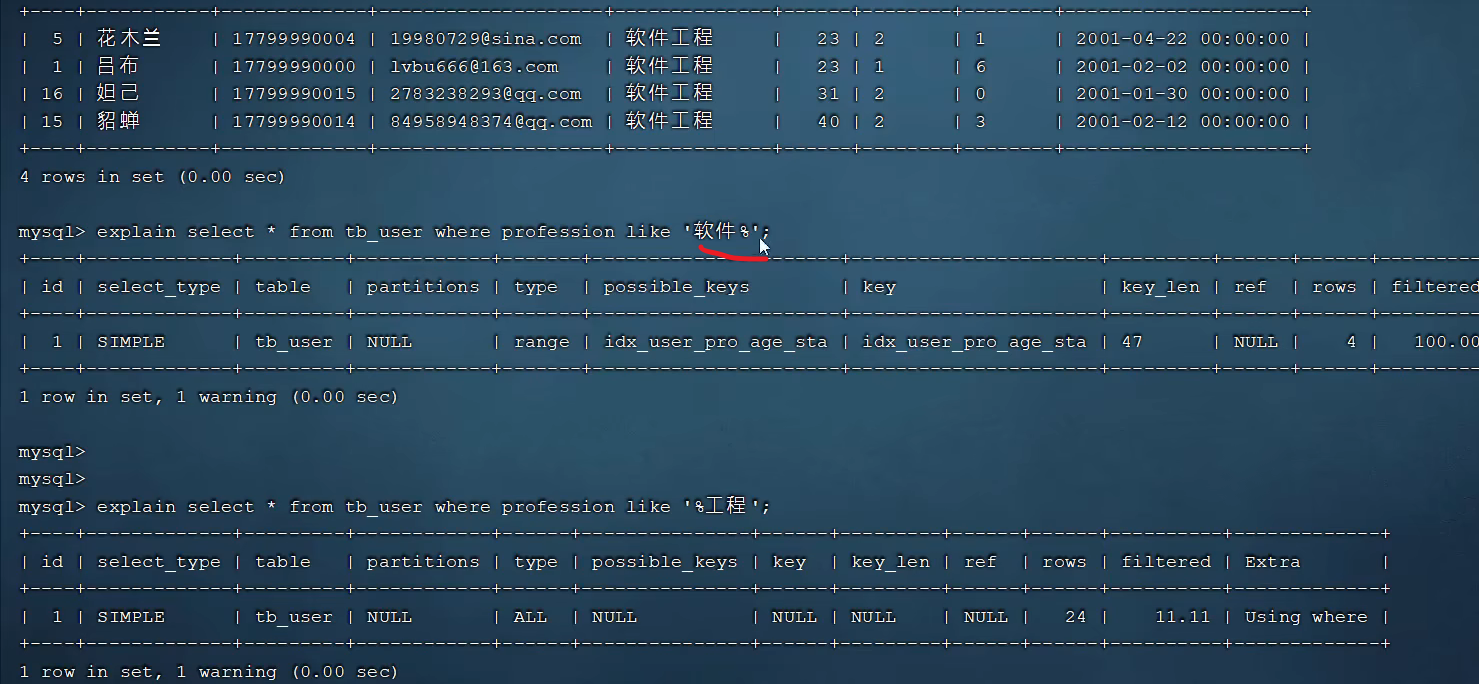 +----+-----------+-------------+----------------------+--------------+------+--------+--------+---------------------+
| 5 | 花木兰 | 17799990004 | 19980729@sina.com | 软件工程 | 23 | 2 | 1 | 2001-04-22 00:00:00 |
| 1 | 吕布 | 17799990000 | lvbu666@163.com | 软件工程 | 23 | 1 | 6 | 2001-02-02 00:00:00 |
| 16 | 妲己 | 17799990015 | 2783238293@qq.com | 软件工程 | 31 | 2 | 0 | 2001-01-30 00:00:00 |
| 15 | 貂蝉 | 17799990014 | 84958948374@qq.com | 软件工程 | 40 | 2 | 3 | 2001-02-12 00:00:00 |
+----+-----------+-------------+----------------------+--------------+------+--------+--------+---------------------+
4 rows in set (0.00 sec)
mysql> explain select * from tb_user where profession like '软件%';
+----+-------------+---------+------------+-------+----------------------+----------------------+---------+------+------+---------
| id | select_type | table | partitions | type | possible_keys | key | key_len | ref | rows | filtered
+----+-------------+---------+------------+-------+----------------------+----------------------+---------+------+------+---------
| 1 | SIMPLE | tb_user | NULL | range | idx_user_pro_age_sta | idx_user_pro_age_sta | 47 | NULL | 4 | 100.00
+----+-------------+---------+------------+-------+----------------------+----------------------+---------+------+------+---------
1 row in set, 1 warning (0.00 sec)
mysql>
mysql>
mysql> explain select * from tb_user where profession like '%工程';
+----+-------------+---------+------------+------+---------------+------+---------+------+------+----------+-------------+
| id | select_type | table | partitions | type | possible_keys | key | key_len | ref | rows | filtered | Extra |
+----+-------------+---------+------------+------+---------------+------+---------+------+------+----------+-------------+
| 1 | SIMPLE | tb_user | NULL | ALL | NULL | NULL | NULL | NULL | 24 | 11.11 | Using where |
+----+-------------+---------+------------+------+---------------+------+---------+------+------+----------+-------------+
1 row in set, 1 warning (0.00 sec)